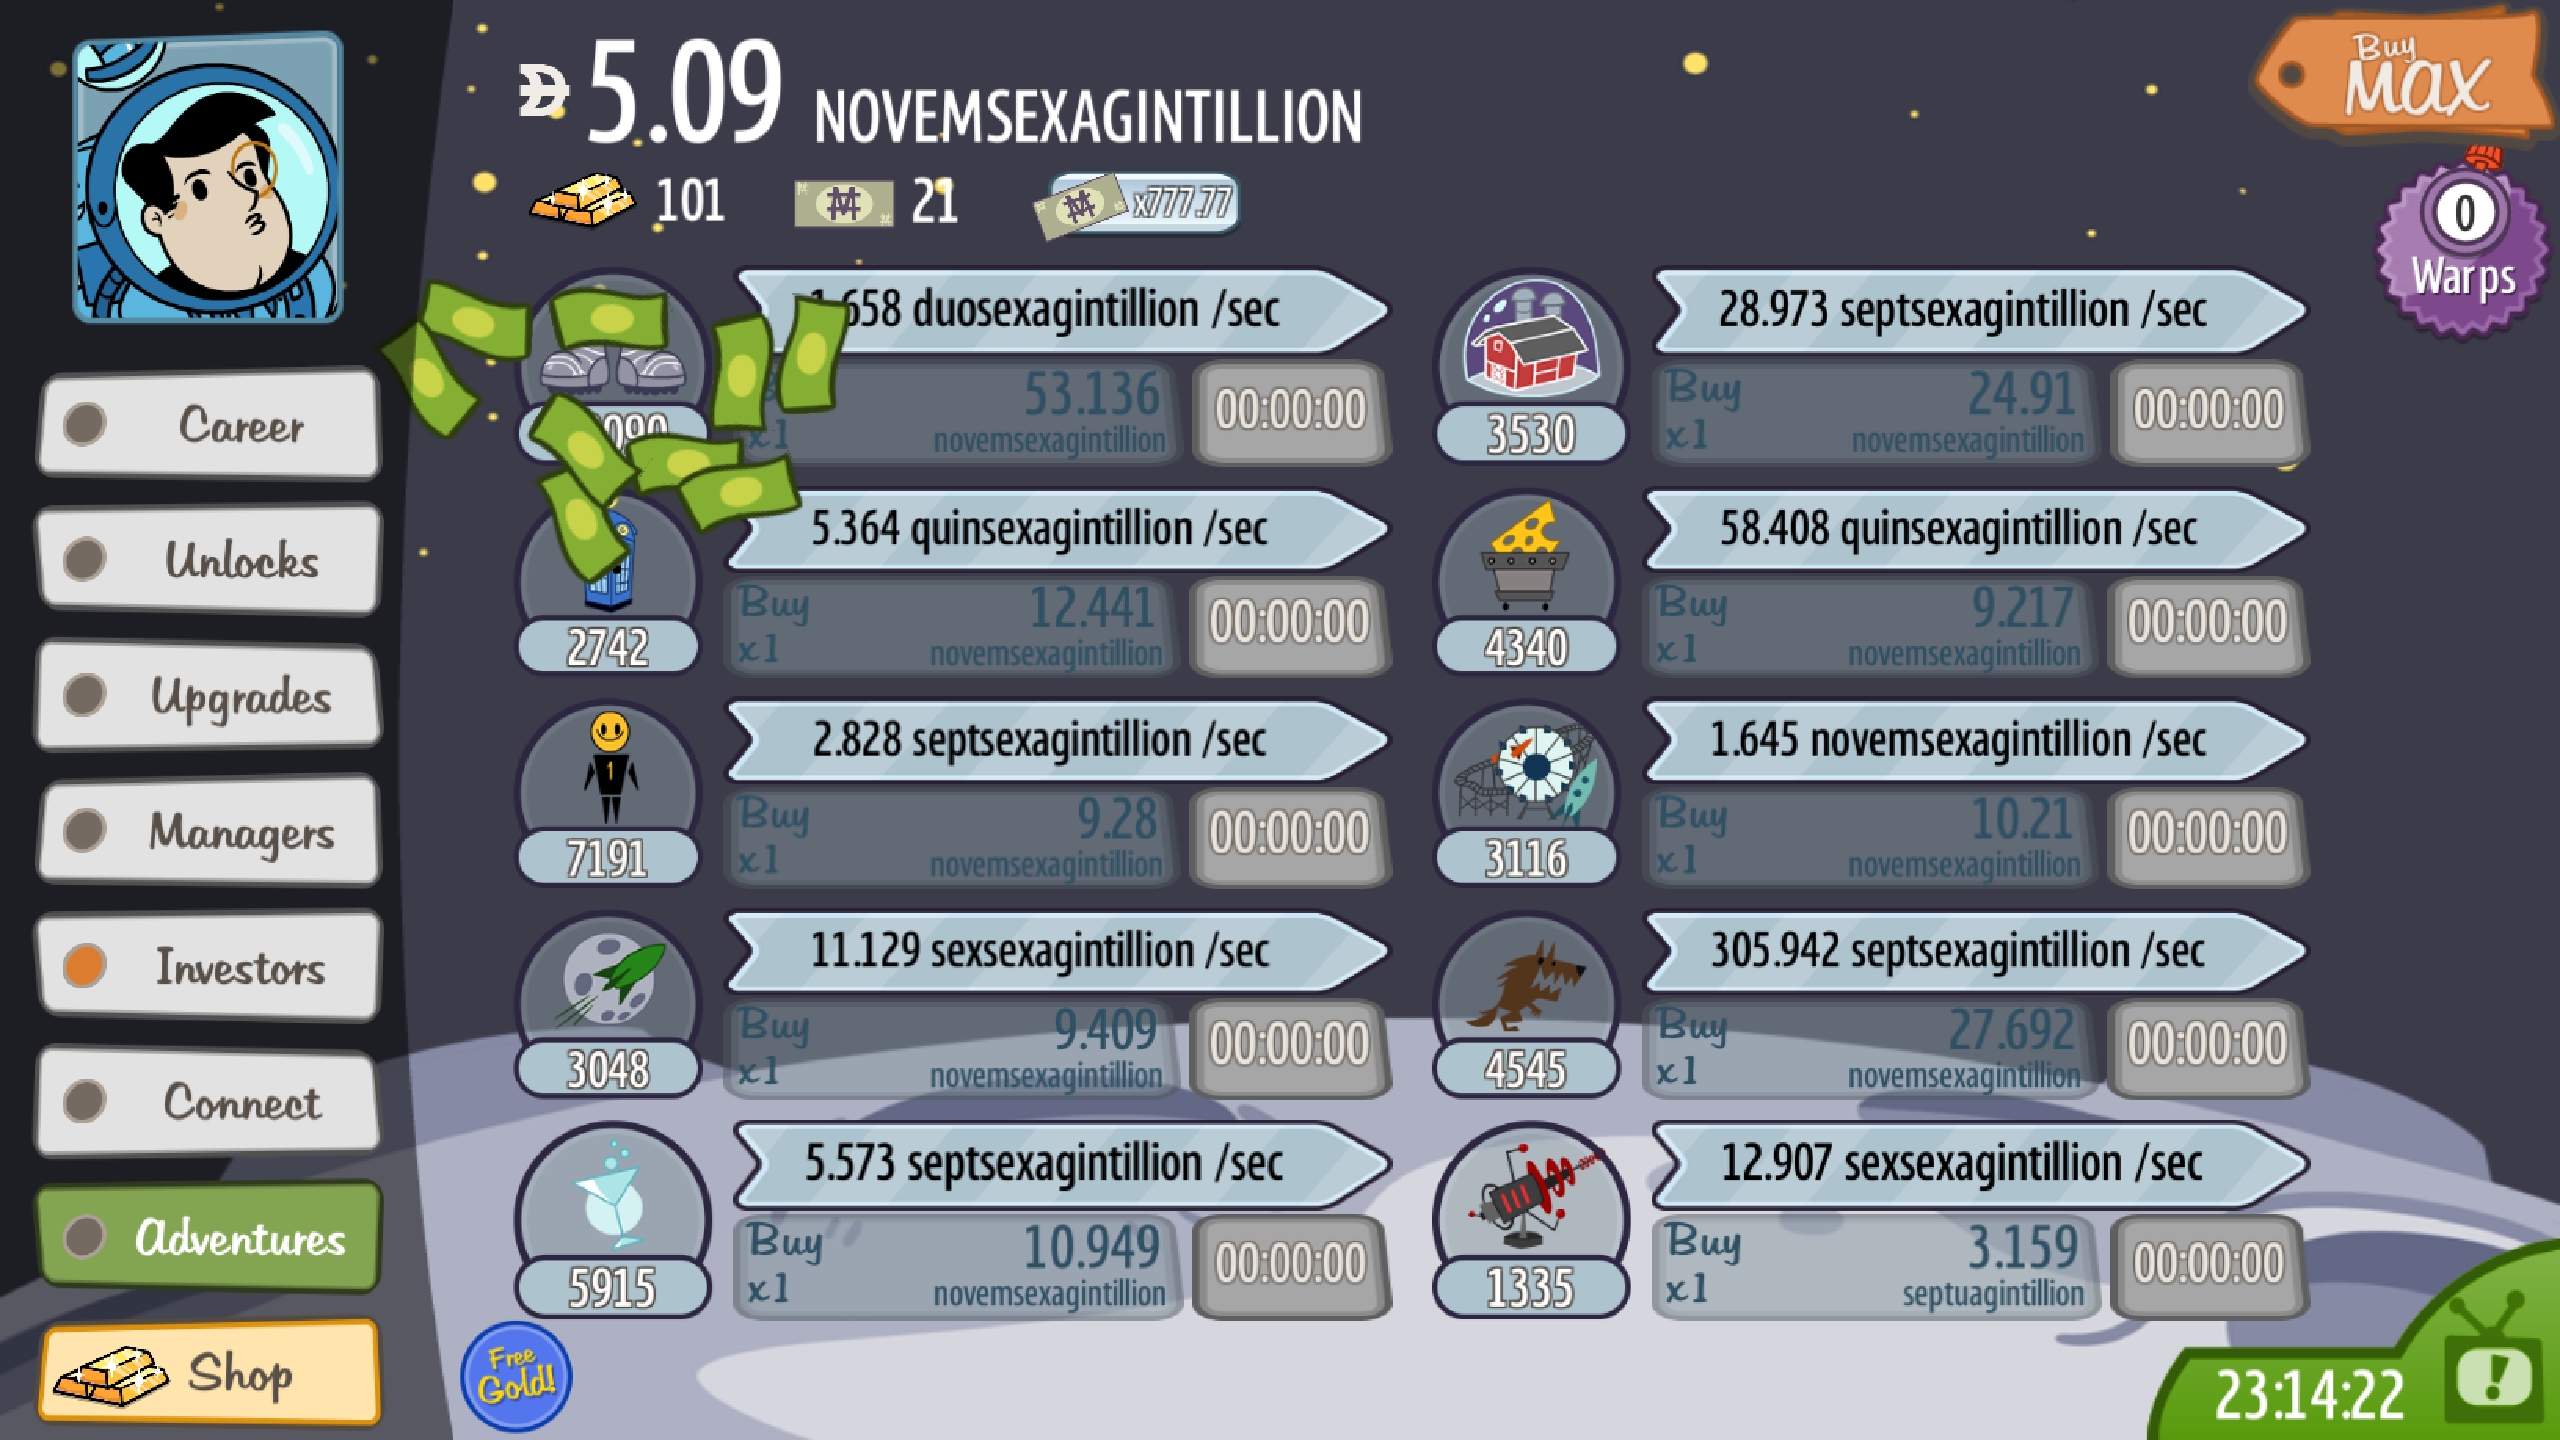 5.09 NOVEMSEXAGINTILLION
Buy
MAX
101
21
x777.77
0
Warps
Career
Unlocks
Upgrades
Managers
Investors
Connect
Adventures
Shop
658 duosexagintillion /sec
53.136
x1
novemsexagintillion
00:00:00
090
28.973 septsexagintillion /sec
Buy
24.91
x1
novemsexagintillion
00:00:00
3530
5.364 quinsexagintillion /sec
Buy
12.441
x1
novemsexagintillion
00:00:00
2742
58.408 quinsexagintillion /sec
Buy
9.217
x1
novemsexagintillion
00:00:00
4340
2.828 septsexagintillion /sec
1
Buy
9.28
x1
novemsexagintillion
00:00:00
7191
1.645 novemsexagintillion /sec
Buy
10.21
x1
novemsexagintillion
00:00:00
3116
11.129 sexsexagintillion /sec
Buy
9.409
x1
novemsexagintillion
00:00:00
3048
305.942 septsexagintillion /sec
Buy
27.692
x1
novemsexagintillion
00:00:00
4545
5.573 septsexagintillion /sec
Buy
10.949
x1
novemsexagintillion
00:00:00
5915
12.907 sexsexagintillion /sec
Buy
3.159
x1
septuagintillion
00:00:00
1335
Free
Gold!
23:14:22
!